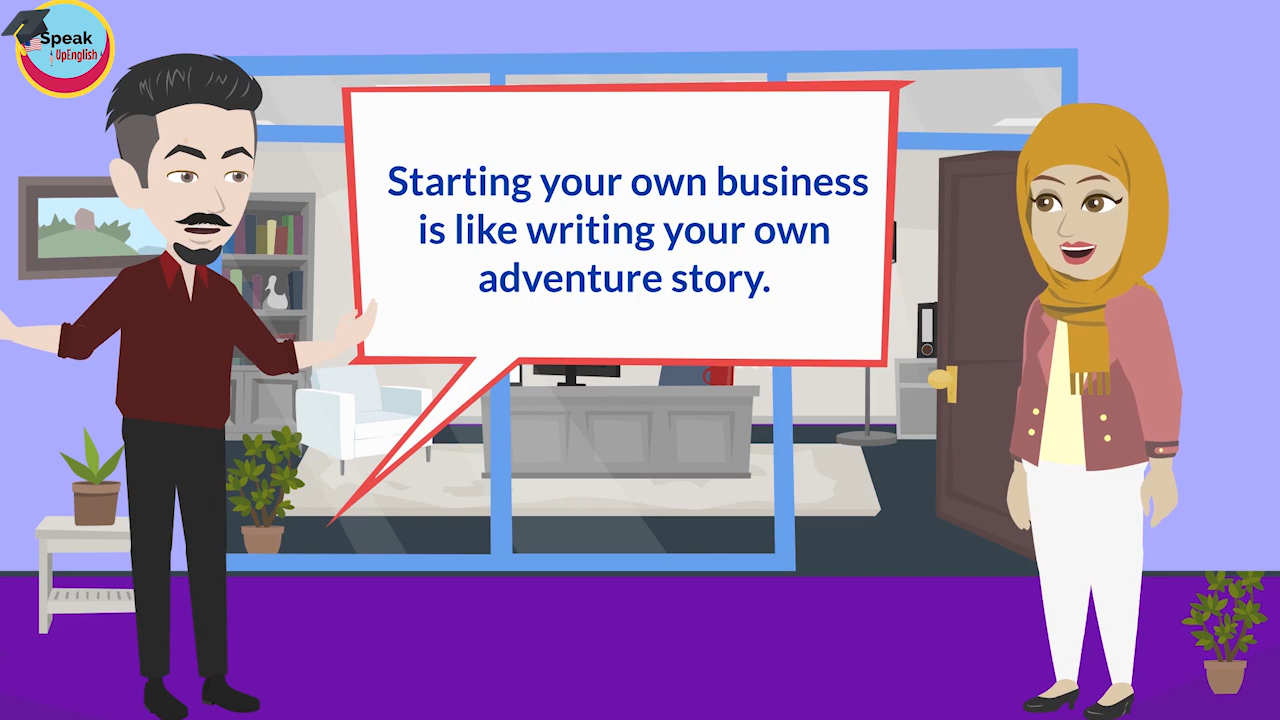 Speak
UpEnglish
Starting your own business
is like writing your own
adventure story.